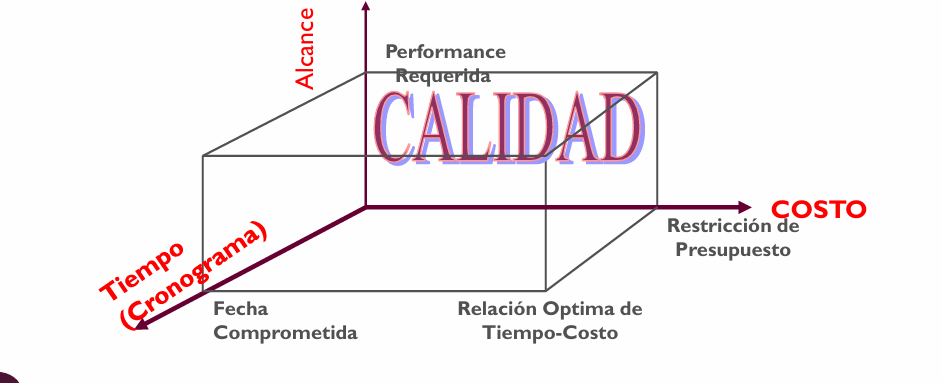 Alcance
Performance
Requerida
CALIDAD
COSTO
Restricción de
Presupuesto
Tiempo
(Cronograma)
Fecha
Comprometida
Relación Optima de
Tiempo-Costo